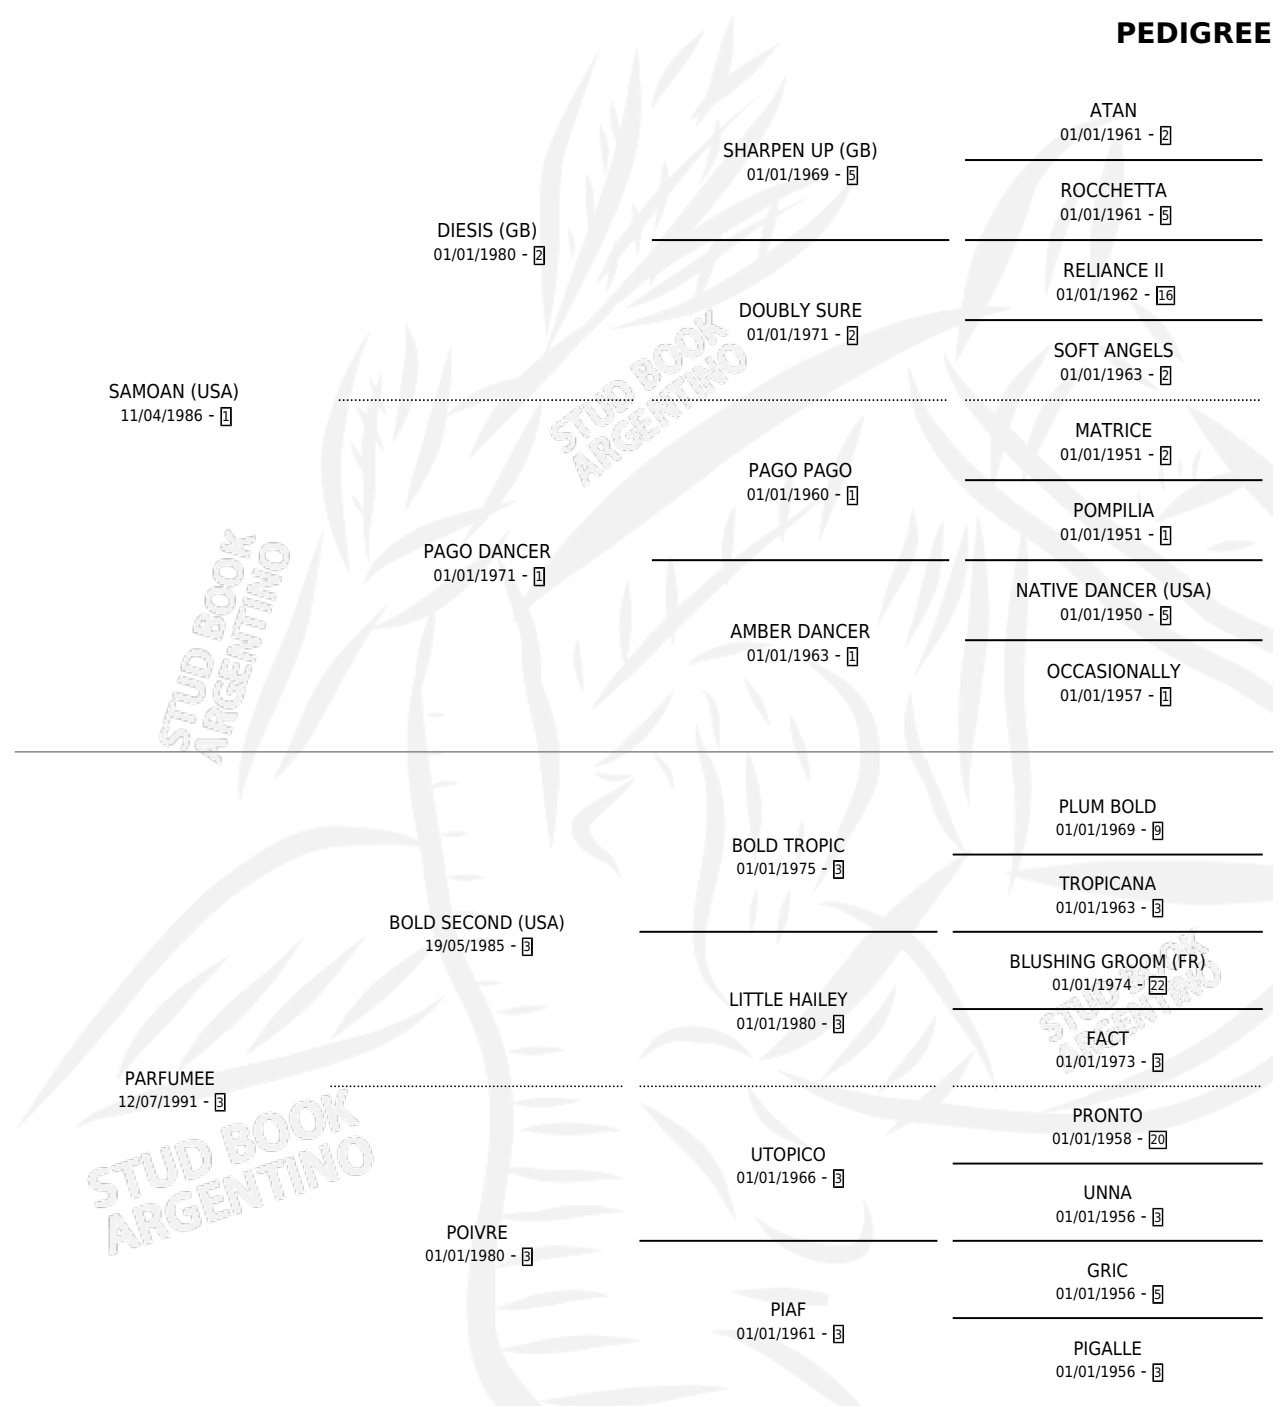 PEDIGREE
ATAN
01/01/1961 - 2
SHARPEN UP (GB)
01/01/1969 - 5
ROCCHETTA
01/01/1961 - 5
DIESIS (GB)
01/01/1980 - 2
RELIANCE II
01/01/1962 - 16
DOUBLY SURE
01/01/1971 - 2
SOFT ANGELS
01/01/1963 - 2
SAMOAN (USA)
11/04/1986 - 1
MATRICE
01/01/1951 - 2
PAGO PAGO
01/01/1960 - 1
POMPILIA
01/01/1951 - 1
PAGO DANCER
01/01/1971 - 1
NATIVE DANCER (USA)
01/01/1950 - 5
AMBER DANCER
01/01/1963 - 1
OCCASIONALLY
01/01/1957 - 1
PLUM BOLD
01/01/1969 - 9
BOLD TROPIC
01/01/1975 - 3
TROPICANA
01/01/1963 - 3
BOLD SECOND (USA)
19/05/1985 - 3
BLUSHING GROOM (FR)
01/01/1974 - 22
LITTLE HAILEY
01/01/1980 - 3
FACT
01/01/1973 - 3
PARFUMEE
12/07/1991 - 3
PRONTO
01/01/1958 - 20
UTOPICO
01/01/1966 - 3
UNNA
01/01/1956 - 3
POIVRE
01/01/1980 - 3
GRIC
01/01/1956 - 5
PIAF
01/01/1961 - 3
PIGALLE
01/01/1956 - 3
STUD BOOK
ARGENTINO
STUD BOOK
ARGENTINO
STUD BOOK
ARGENTINO
STUD BOOK
ARGENTINO